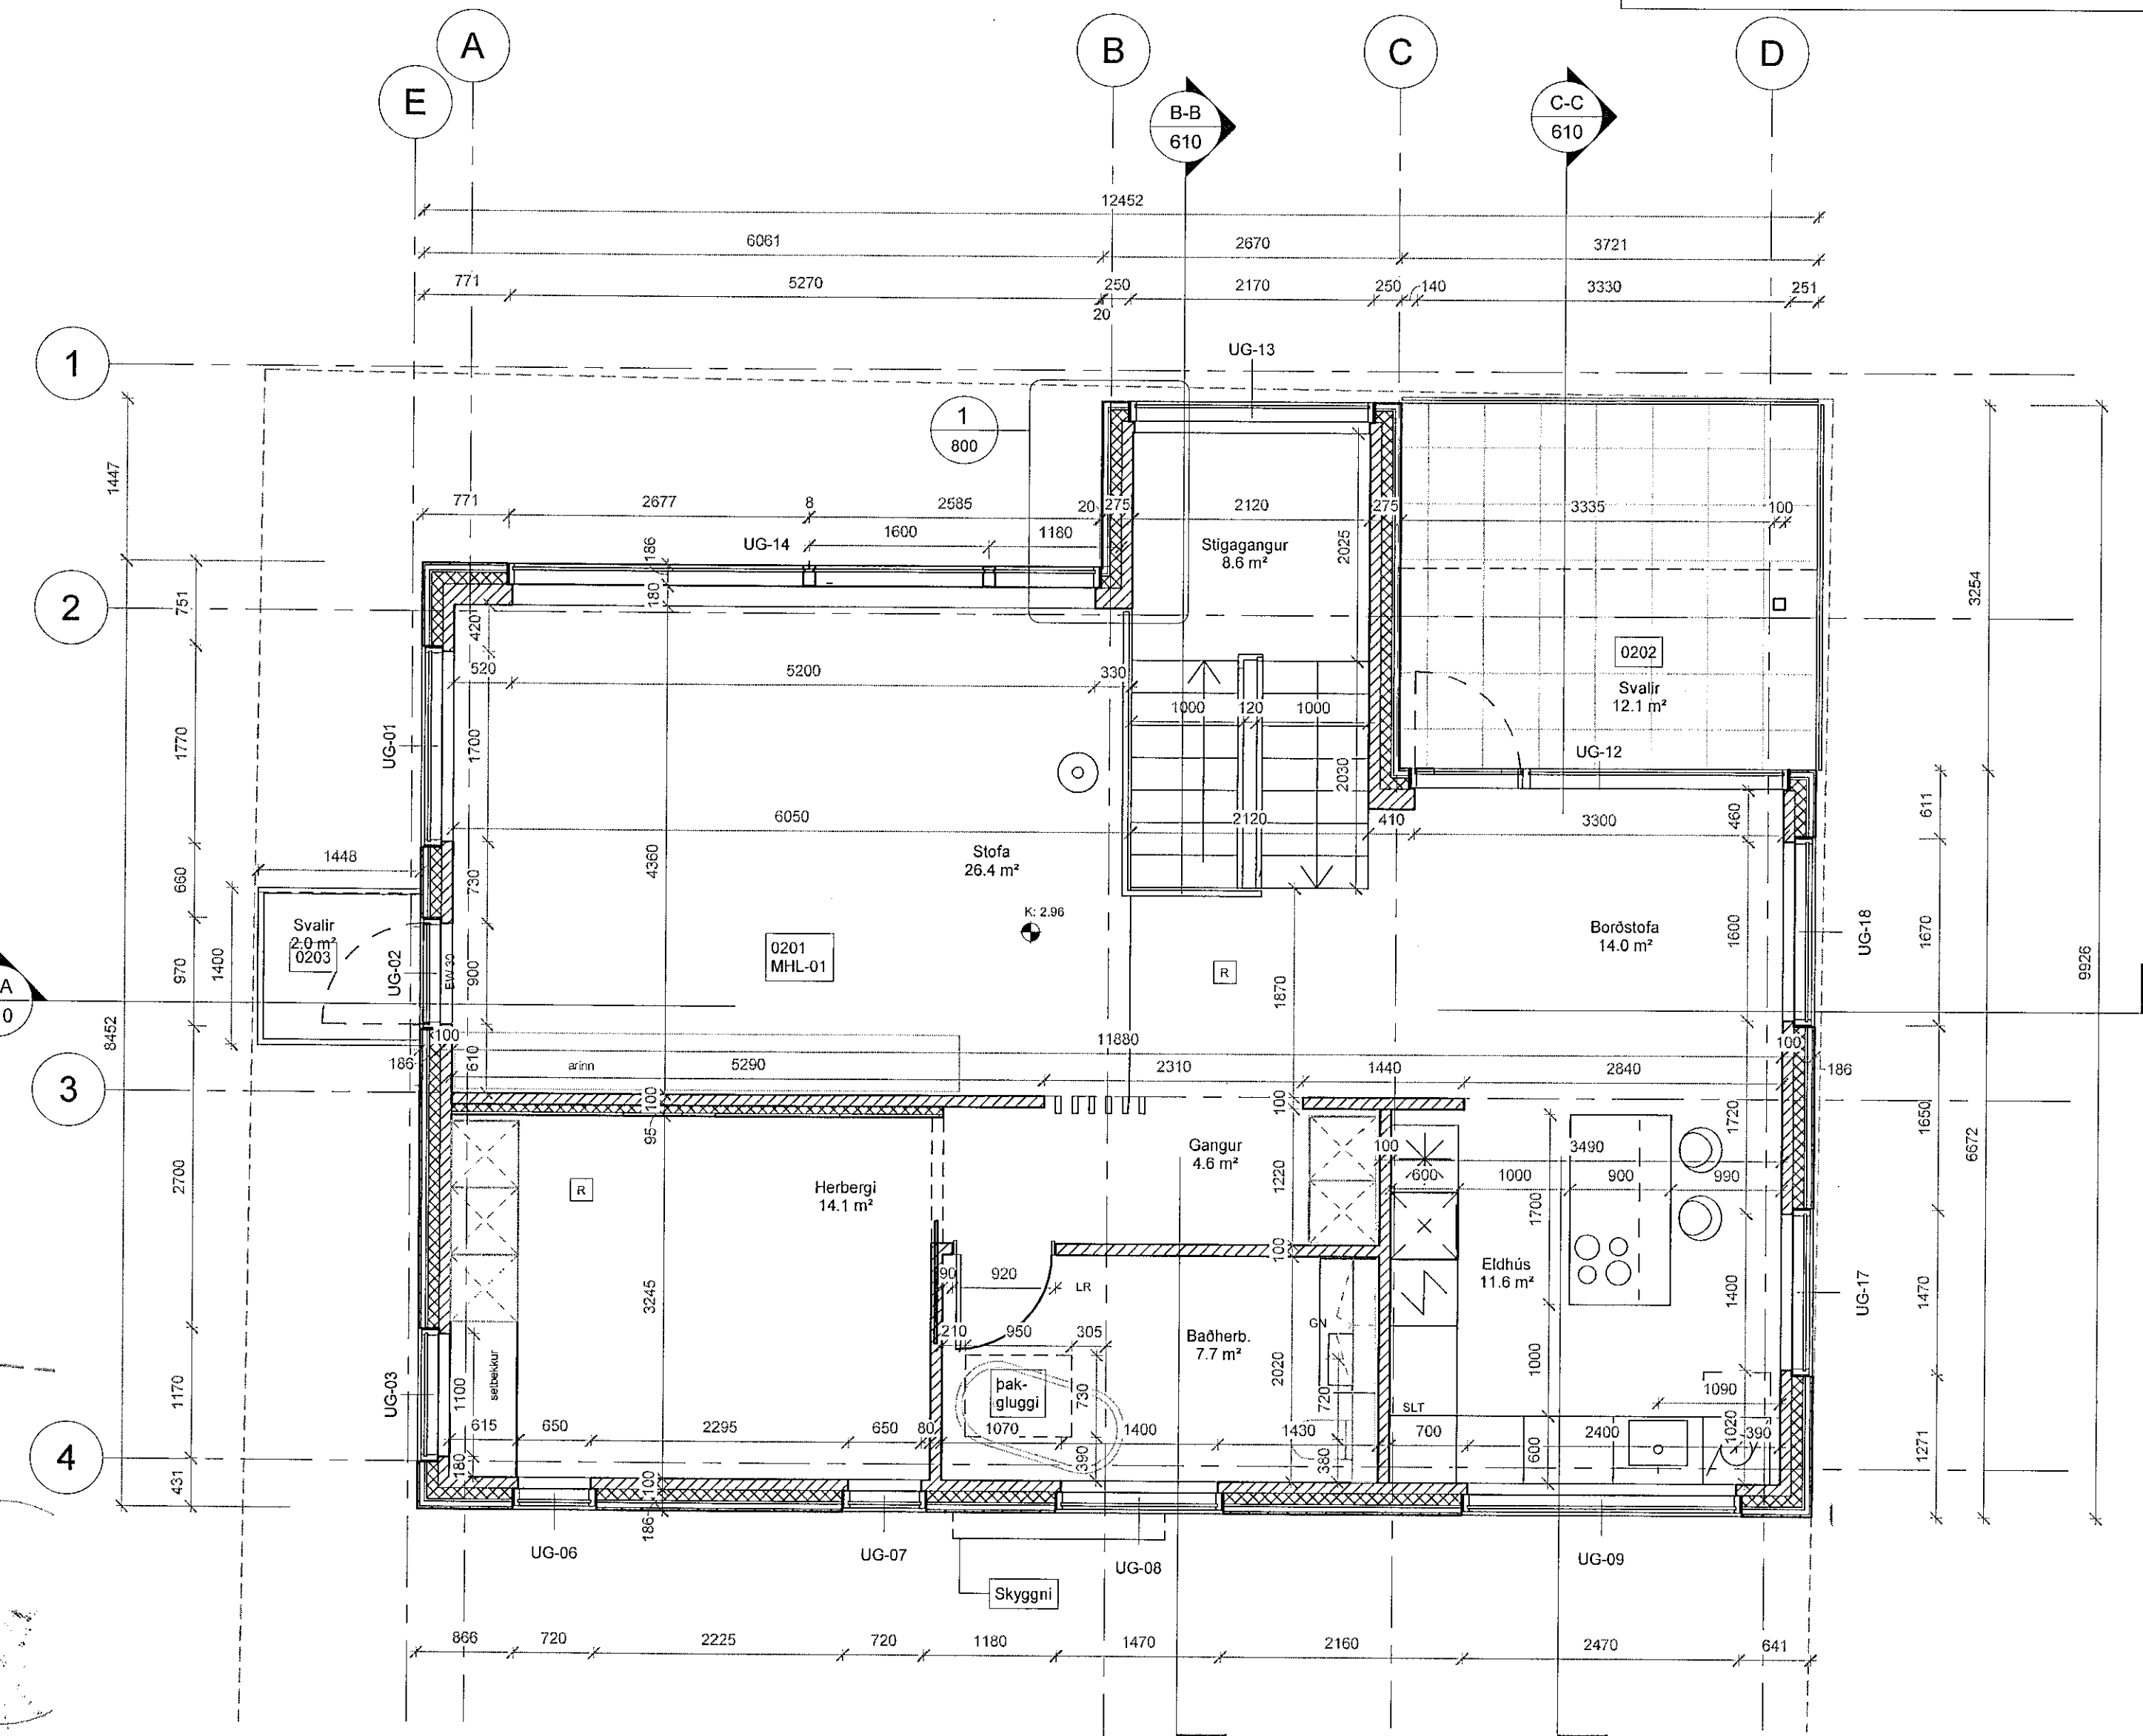 A
B
C
D
E
B-B
610
C-C
610
12452
6061
2670
3721
771
5270
250
2170
250
140
3330
251
20
1
UG-13
1
800
1447
771
2677
8
2585
20
275
2120
275
3335
100
UG-14
1600
1180
186
Stigagangur
8.6 m²
2025
180
3254
2
751
420
0202
520
5200
330
Svalir
12.1 m²
1000
120
1000
UG-01
1770
1700
UG-12
2030
611
6050
2120
410
3300
460
1448
4360
Stofa
26.4 m²
660
730
Svalir
2.0 m²
0203
K: 2.96
Borðstofa
14.0 m²
1600
UG-18
1670
9926
970
1400
UG-02
EW 30
900
0201
MHL-01
R
1870
A
0
8452
100
11880
100
186
610
arinn
5290
2310
1440
2840
186
3
100
100
1720
1650
95
Gangur
4.6 m²
100
3490
6672
2700
R
Herbergi
14.1 m²
1220
600
1000
900
990
1700
100
90
920
LR
Eldhús
11.6 m²
3245
1400
UG-17
1470
210
950
305
GN
Baðherb.
7.7 m²
setbekkur
1000
UG-03
1170
1100
þak-
gluggi
730
2020
720
1090
SLT
615
650
2295
650
80
1070
1400
1430
700
2400
1020
390
4
180
390
380
600
1271
431
100
186
UG-06
UG-07
UG-08
UG-09
Skyggni
866
720
2225
720
1180
1470
2160
2470
641